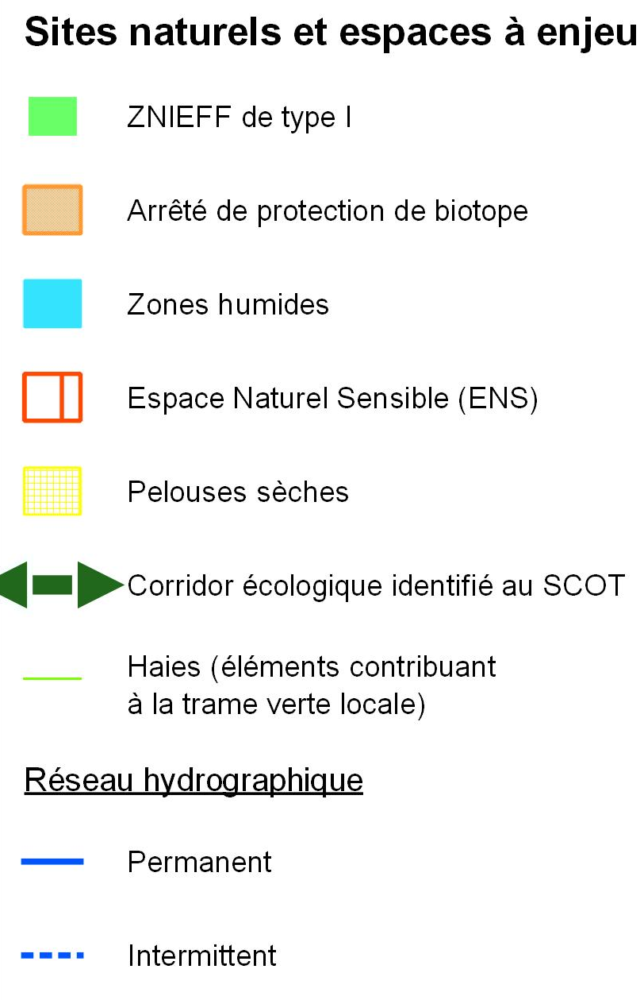 Sites naturels et espaces à enjeu
ZNIEFF de type I
Arrêté de protection de biotope
Zones humides
Espace Naturel Sensible (ENS)
Pelouses sèches
Corridor écologique identifié au SCOT
Haies (éléments contribuant
à la trame verte locale)
Réseau hydrographique
Permanent
Intermittent